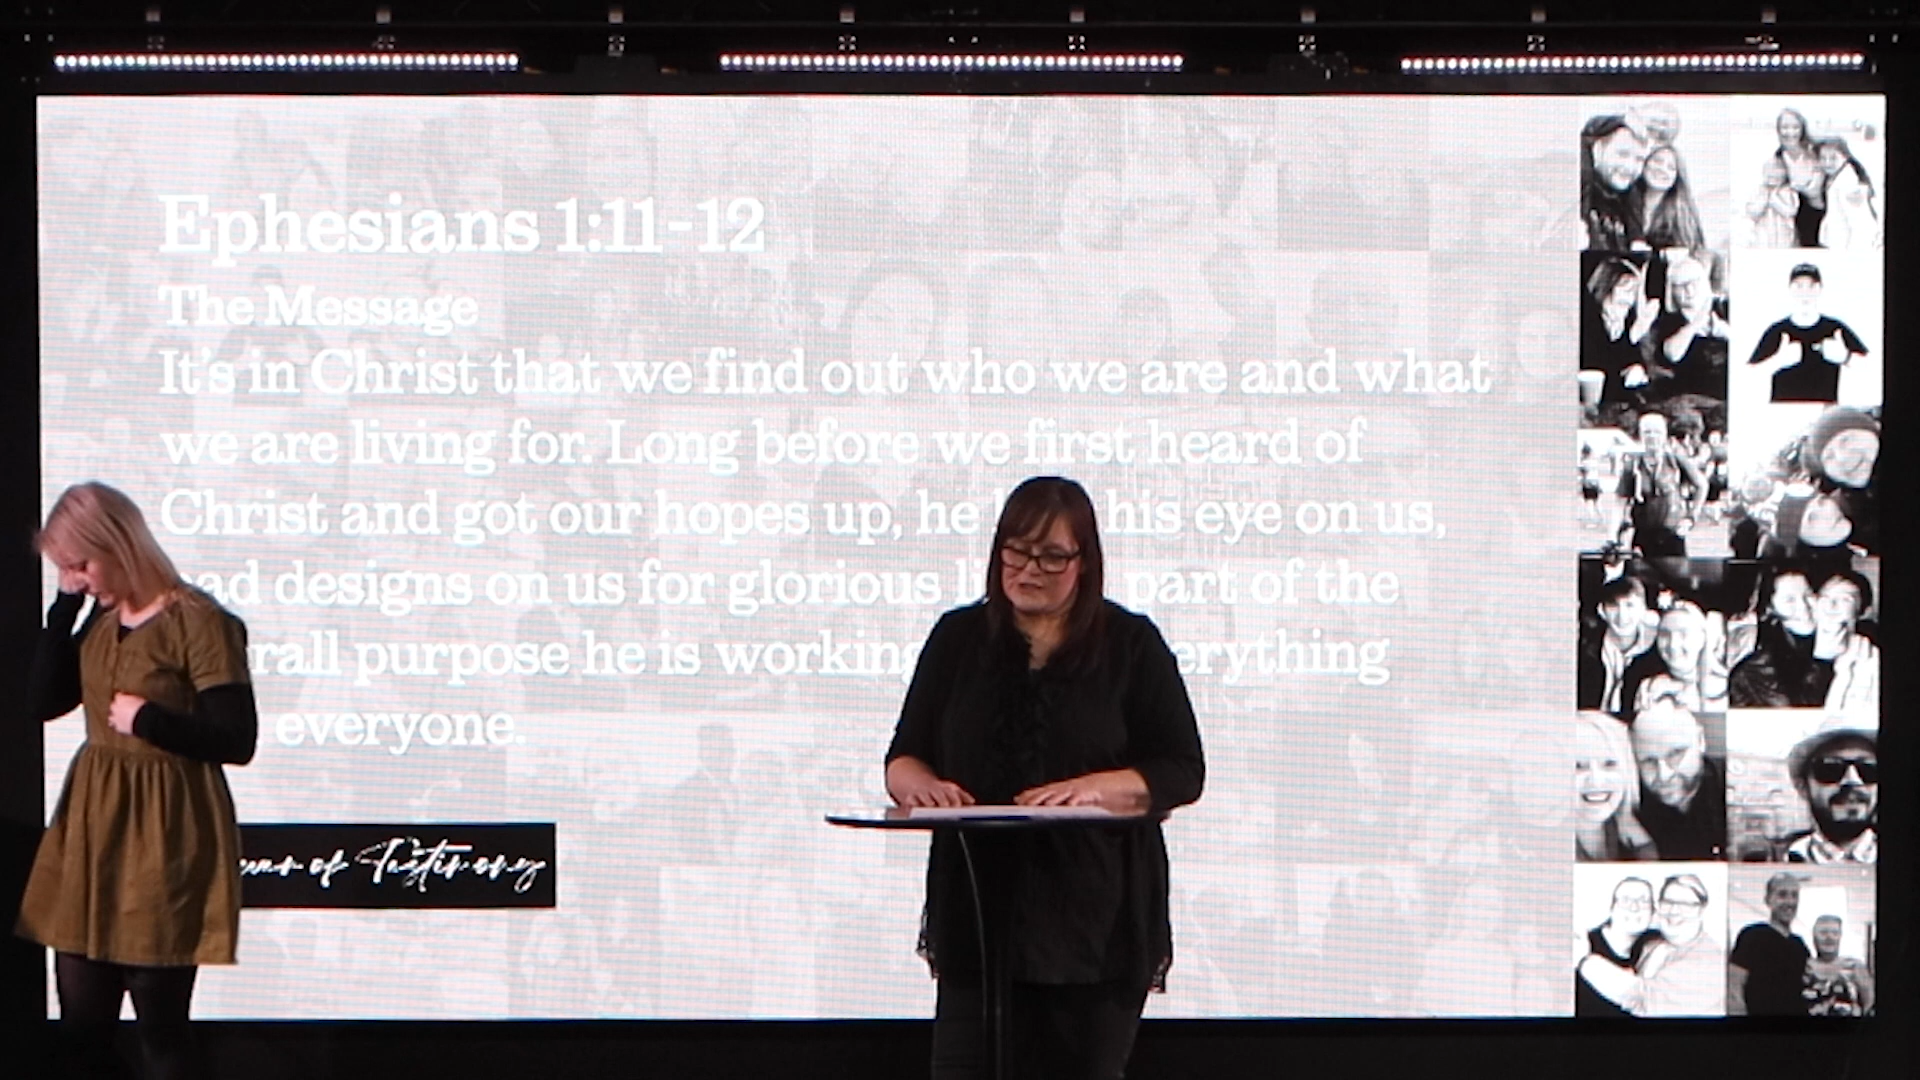 Ephesians 1:11-12
The Message
It's in Christ that we find out who we are and what
we are living for. Long before we first heard of
Christ and got our hopes up, he his eye on us,
designs on us for glorious part of the
purpose he is working
everyone.
of Testimony